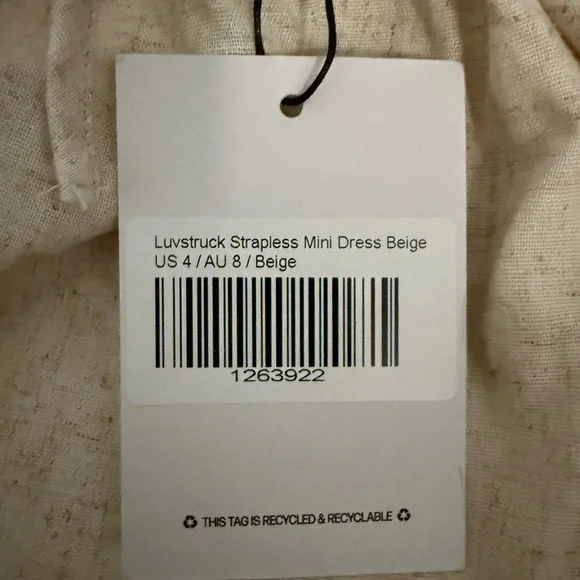 Luvstruck Strapless Mini Dress Beige
US 4 / AU 8 / Beige
1263922
♻ THIS TAG IS RECYCLED & RECYCLABLE ♻